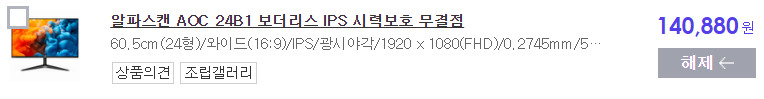 알파스캔 AOC 24B1 보더리스 IPS 시력보호 무결점
60.5cm(24형)/와이드(16:9)/IPS/광시야각/1920 x 1080(FHD)/0.2745mm/5…
상품의견 조립갤러리
140,880원
해제 ←